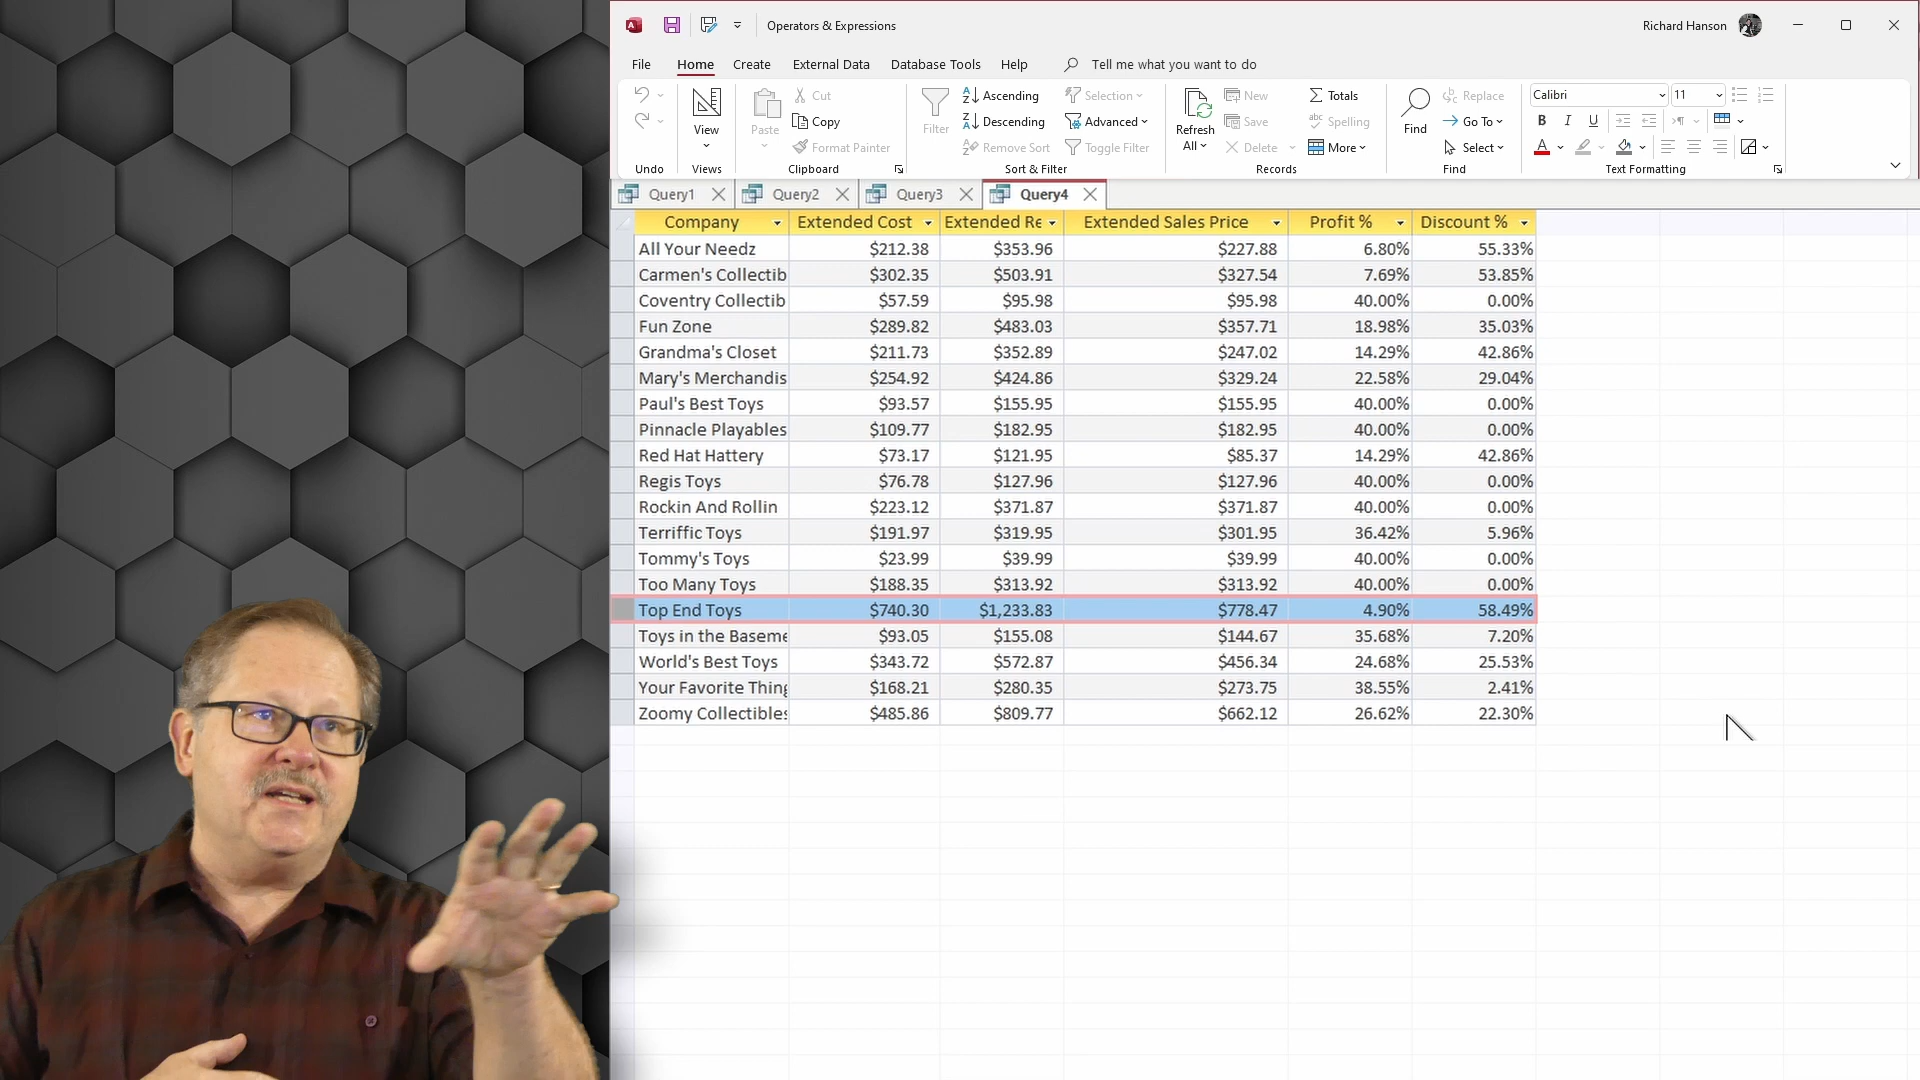 Operators & Expressions
Richard Hanson
File Home Create External Data Database Tools Help Tell me what you want to do
Undo
View
Views
Paste
Cut
Copy
Format Painter
Clipboard
Filter
Ascending
Descending
Remove Sort
Selection
Advanced
Toggle Filter
Sort & Filter
Refresh
All
New
Save
Delete
Totals
Spelling
More
Records
Find
Replace
Go To
Select
Find
Calibri 11
B I U
Text Formatting
Query1 Query2 Query3 Query4
Company Extended Cost Extended Re Extended Sales Price Profit % Discount %
All Your Needz $212.38 $353.96 $227.88 6.80% 55.33%
Carmen's Collectib $302.35 $503.91 $327.54 7.69% 53.85%
Coventry Collectib $57.59 $95.98 $95.98 40.00% 0.00%
Fun Zone $289.82 $483.03 $357.71 18.98% 35.03%
Grandma's Closet $211.73 $352.89 $247.02 14.29% 42.86%
Mary's Merchandis $254.92 $424.86 $329.24 22.58% 29.04%
Paul's Best Toys $93.57 $155.95 $155.95 40.00% 0.00%
Pinnacle Playables $109.77 $182.95 $182.95 40.00% 0.00%
Red Hat Hattery $73.17 $121.95 $85.37 14.29% 42.86%
Regis Toys $76.78 $127.96 $127.96 40.00% 0.00%
Rockin And Rollin $223.12 $371.87 $371.87 40.00% 0.00%
Terriffic Toys $191.97 $319.95 $301.95 36.42% 5.96%
Tommy's Toys $23.99 $39.99 $39.99 40.00% 0.00%
Too Many Toys $188.35 $313.92 $313.92 40.00% 0.00%
Top End Toys $740.30 $1,233.83 $778.47 4.90% 58.49%
Toys in the Baseme $93.05 $155.08 $144.67 35.68% 7.20%
World's Best Toys $343.72 $572.87 $456.34 24.68% 25.53%
Your Favorite Thing $168.21 $280.35 $273.75 38.55% 2.41%
Zoomy Collectibles $485.86 $809.77 $662.12 26.62% 22.30%